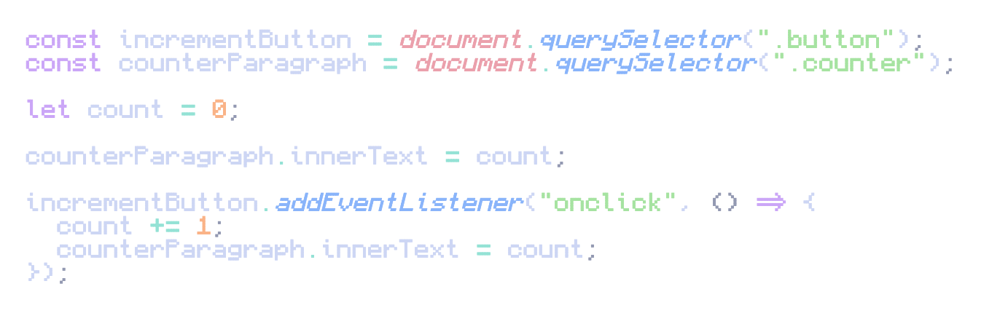 const incrementButton = document.querySelector(".button");
const counterParagraph = document.querySelector(".counter");

let count = 0;

counterParagraph.innerText = count;

incrementButton.addEventListener("onclick", () => {
  count += 1;
  counterParagraph.innerText = count;
});